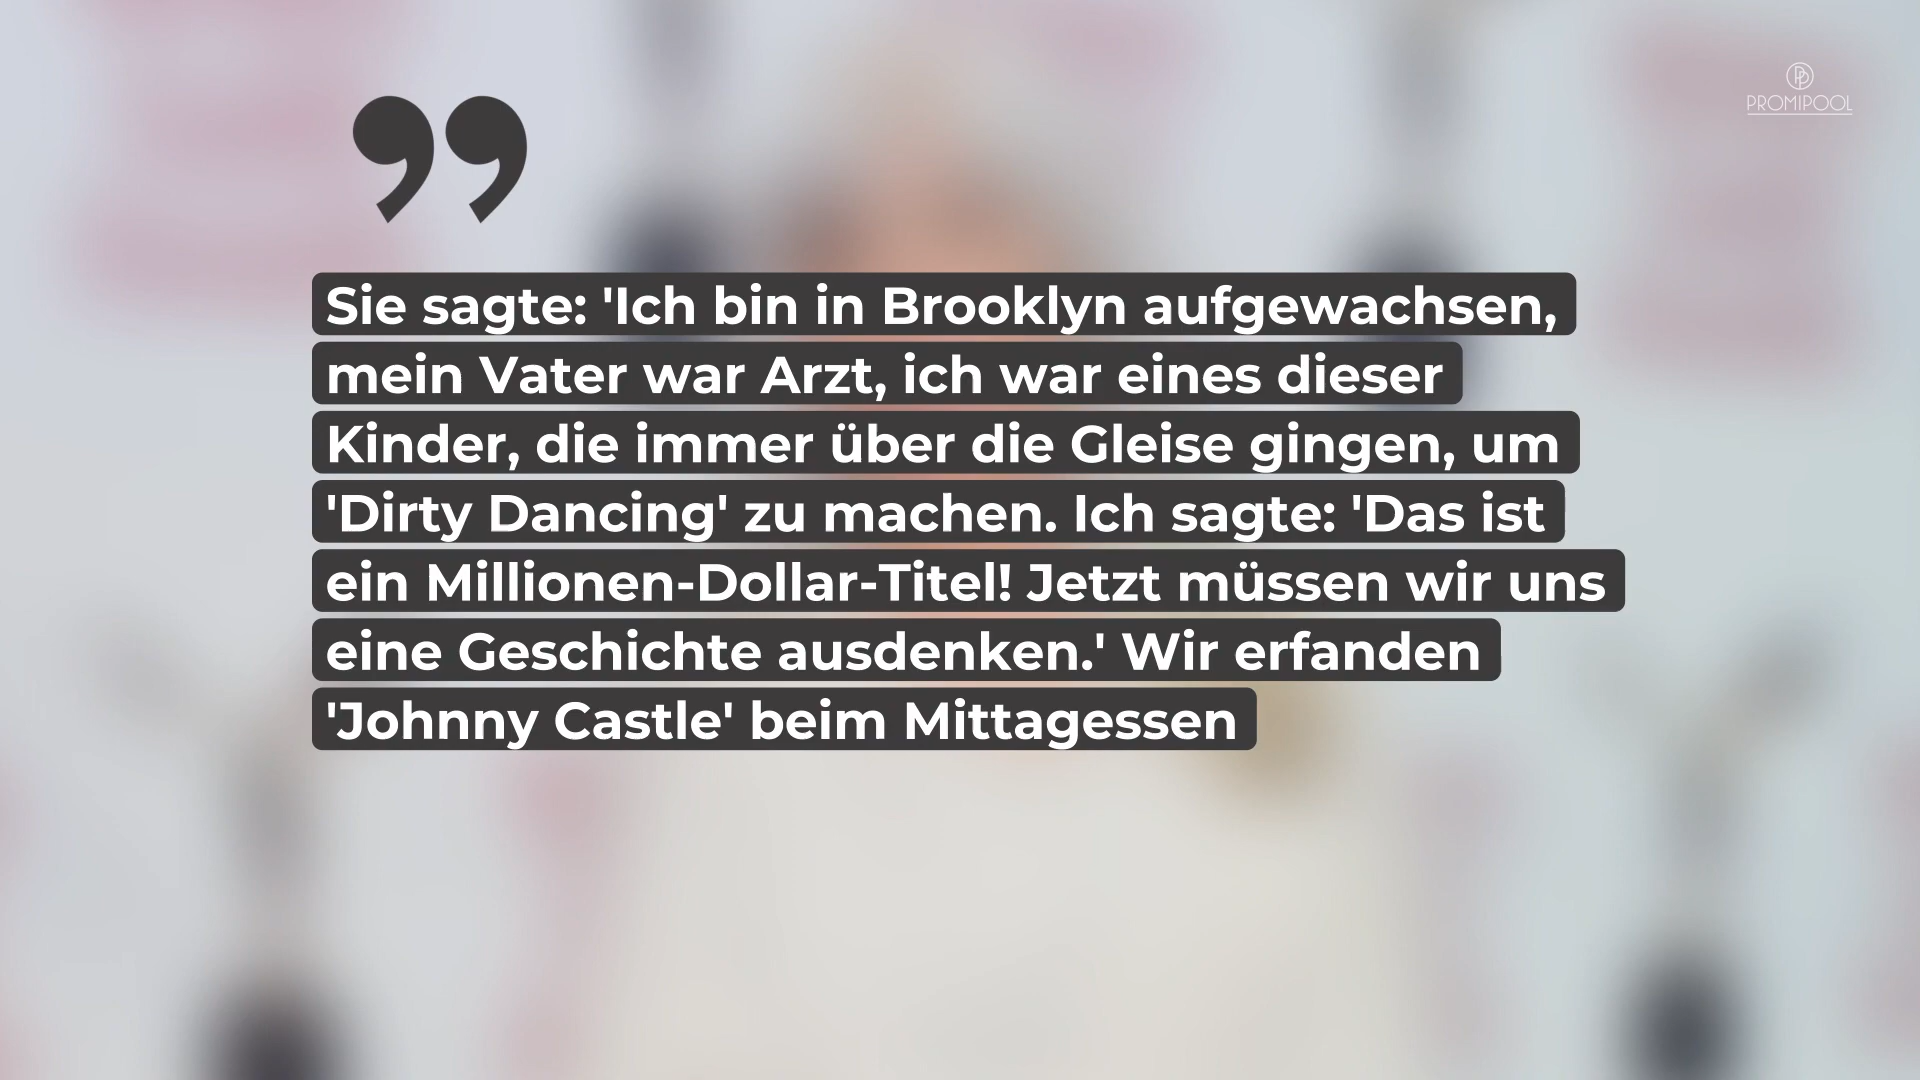 PROMIPOOL
”
Sie sagte: 'Ich bin in Brooklyn aufgewachsen,
mein Vater war Arzt, ich war eines dieser
Kinder, die immer über die Gleise gingen, um
'Dirty Dancing' zu machen. Ich sagte: 'Das ist
ein Millionen-Dollar-Titel! Jetzt müssen wir uns
eine Geschichte ausdenken.' Wir erfanden
'Johnny Castle' beim Mittagessen